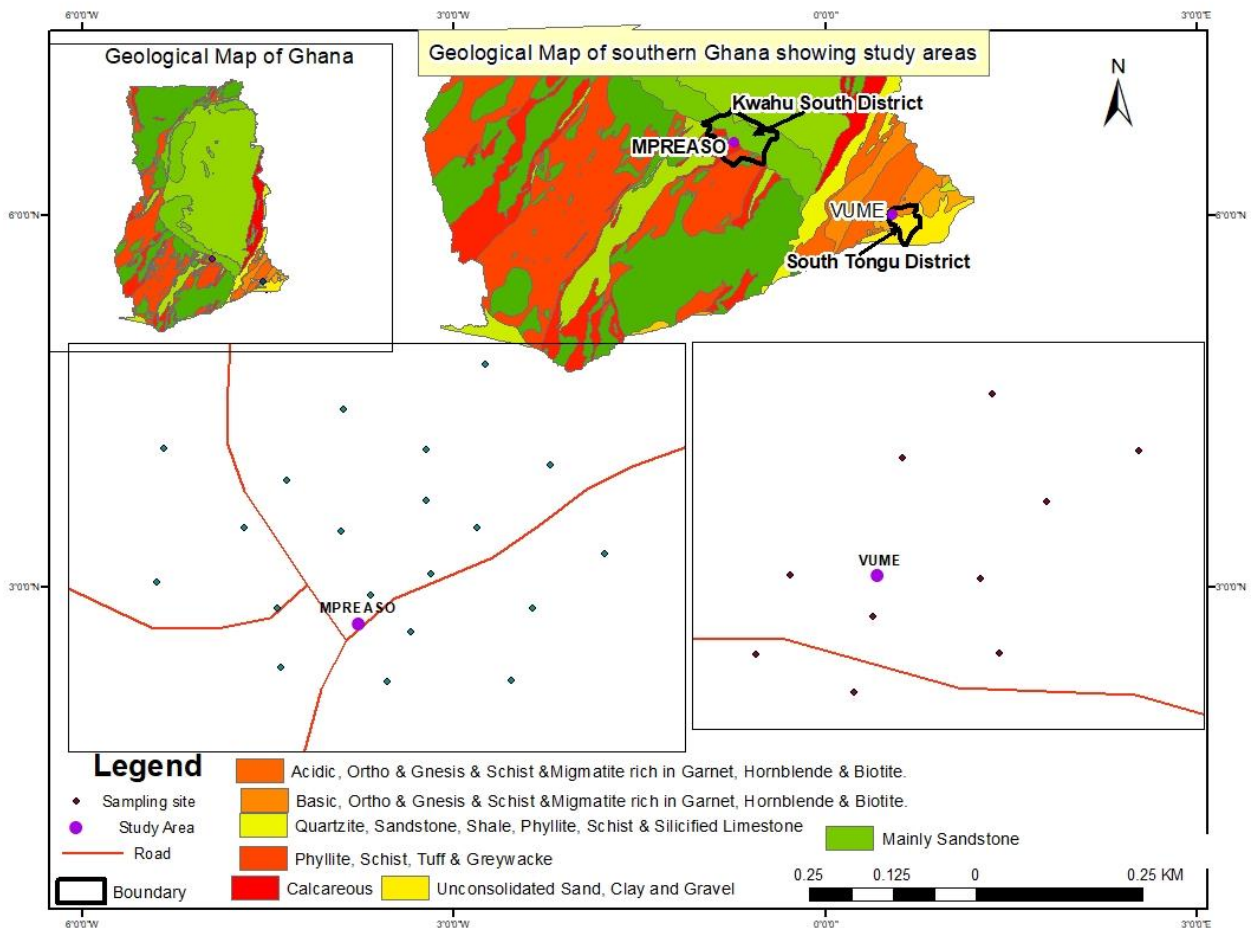 6°0'0"W
3°0'0"W
0°0'0"
3°0'0"E
Geological Map of Ghana
Geological Map of southern Ghana showing study areas
N
Kwahu South District
MPREASO
6°0'0"N
VUME
6°0'0"N
South Tongu District
VUME
3°0'0"N
MPREASO
3°0'0"N
Legend
Sampling site
Study Area
Road
Boundary
Acidic, Ortho & Gnesis & Schist &Migmatite rich in Garnet, Hornblende & Biotite.
Basic, Ortho & Gnesis & Schist &Migmatite rich in Garnet, Hornblende & Biotite.
Quartzite, Sandstone, Shale, Phyllite, Schist & Silicified Limestone
Mainly Sandstone
Phyllite, Schist, Tuff & Greywacke
Calcareous
Unconsolidated Sand, Clay and Gravel
0.25 0.125 0 0.25 KM
6°0'0"W
3°0'0"W
0°0'0"
3°0'0"E